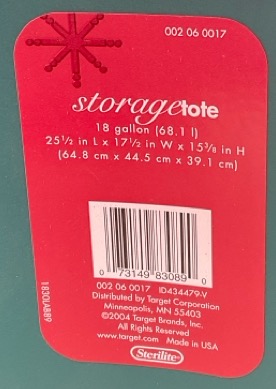 002 06 0017
storagetote
18 gallon (68.1 l)
25½ in L x 17½ in W x 15⅜ in H
(64.8 cm x 44.5 cm x 39.1 cm)
0 73149 83089 0
002 06 0017 ID434479-V
Distributed by Target Corporation
Minneapolis, MN 55403
©2004 Target Brands, Inc.
All Rights Reserved
www.target.com Made in USA
Sterilite®